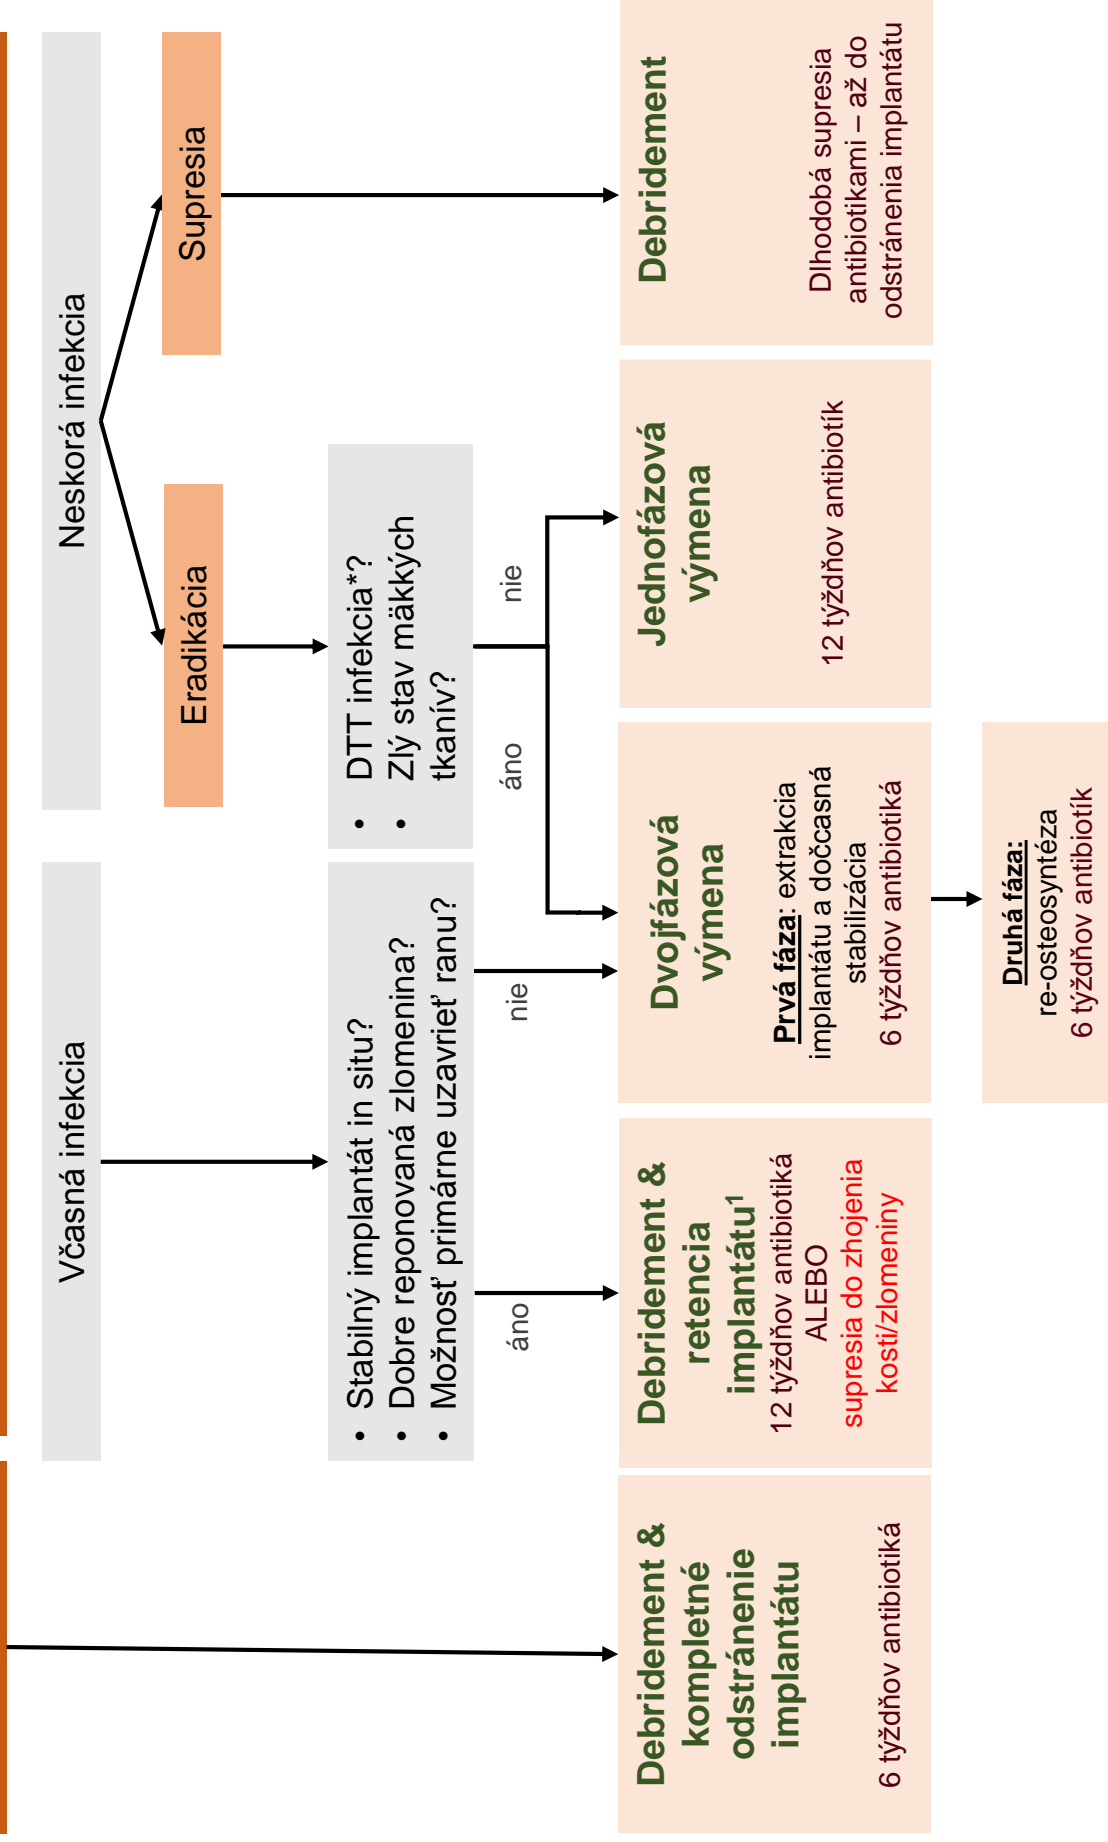 Včasná infekcia
Neskorá infekcia
Eradikácia
Supresia
• Stabilný implantát in situ?
• Dobre reponovaná zlomenina?
• Možnosť primárne uzavrieť ranu?
• DTT infekcia*?
• Zlý stav mäkkých
tkanív?
áno
nie
áno
nie
Debridement &
kompletné
odstránenie
implantátu
6 týždňov antibiotiká
Debridement &
retencia
implantátu¹
12 týždňov antibiotiká
ALEBO
supresia do zhojenia
kosti/zlomeniny
Dvojfázová
výmena
Prvá fáza: extrakcia
implantátu a dočcasná
stabilizácia
6 týždňov antibiotiká
Jednofázová
výmena
12 týždňov antibiotík
Debridement
Dlhodobá supresia
antibiotikami – až do
odstránenia implantátu
Druhá fáza:
re-osteosyntéza
6 týždňov antibiotík